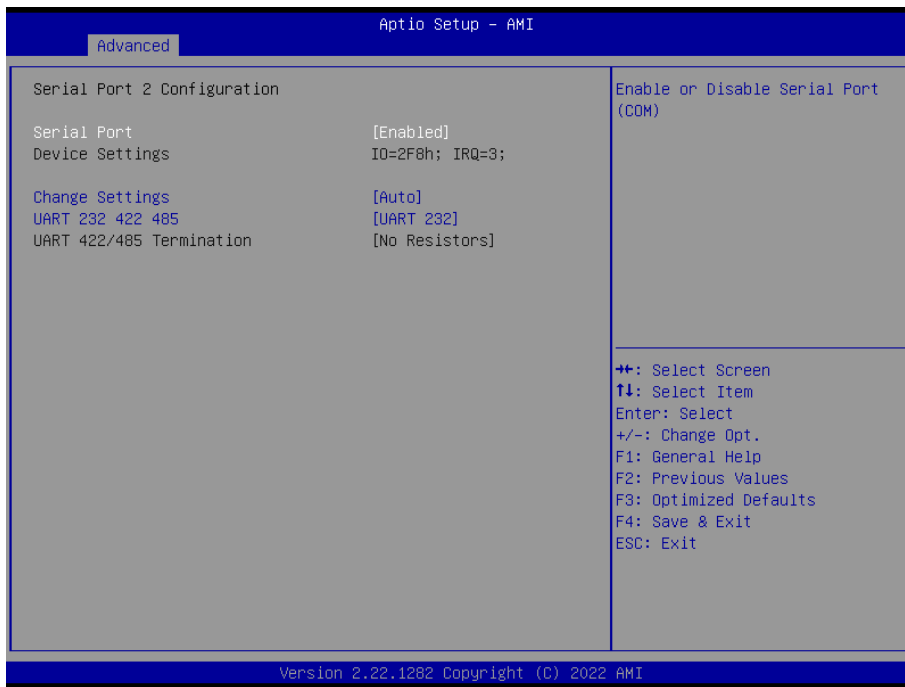 Aptio Setup – AMI
Advanced
Serial Port 2 Configuration
Serial Port [Enabled]
Device Settings IO=2F8h; IRQ=3;
Change Settings [Auto]
UART 232 422 485 [UART 232]
UART 422/485 Termination [No Resistors]
Enable or Disable Serial Port
(COM)
→←: Select Screen
↑↓: Select Item
Enter: Select
+/-: Change Opt.
F1: General Help
F2: Previous Values
F3: Optimized Defaults
F4: Save & Exit
ESC: Exit
Version 2.22.1282 Copyright (C) 2022 AMI